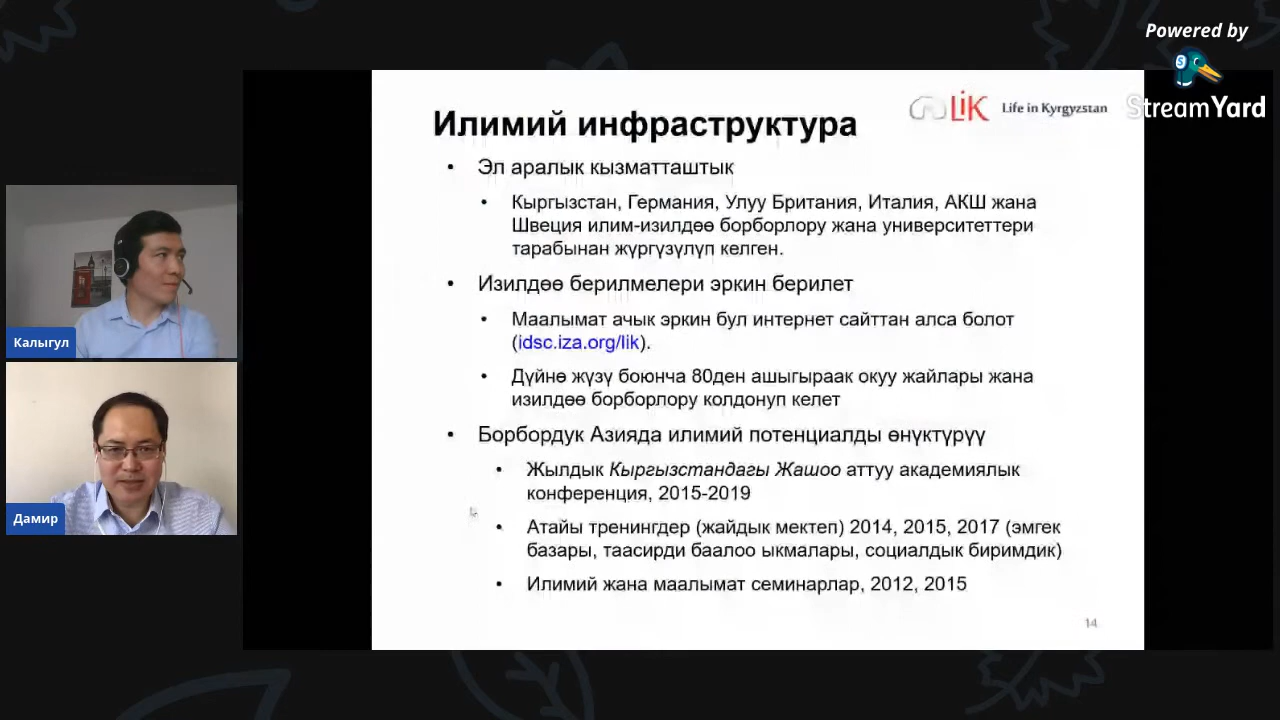 Powered by
StreamYard
LiK Life in Kyrgyzstan
Илимий инфраструктура
• Эл аралык кызматташтык
• Кыргызстан, Германия, Улуу Британия, Италия, АКШ жана
Швеция илим-изилдөө борборлору жана университеттери
тарабынан жүргүзүлүп келген.
• Изилдөө берилмелери эркин берилет
• Маалымат ачык эркин бул интернет сайттан алса болот
(idsc.iza.org/lik).
• Дүйнө жүзү боюнча 80ден ашыгыраак окуу жайлары жана
изилдөө борборлору колдонуп келет
• Борбордук Азияда илимий потенциалды өнүктүрүү
• Жылдык Кыргызстандагы Жашоо аттуу академиялык
конференция, 2015-2019
• Атайы тренингдер (жайдык мектеп) 2014, 2015, 2017 (эмгек
базары, таасирди баалоо ыкмалары, социалдык биримдик)
• Илимий жана маалымат семинарлар, 2012, 2015
14
Калыгул
Дамир